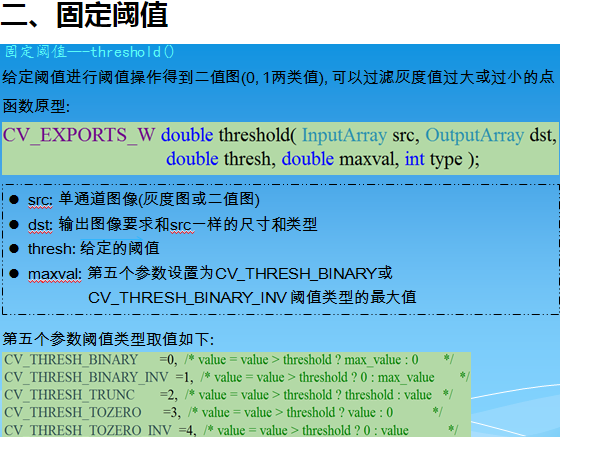 二、固定阈值
固定阈值---threshold()
给定阈值进行阈值操作得到二值图(0,1两类值),可以过滤灰度值过大或过小的点
函数原型:
CV_EXPORTS_W double threshold( InputArray src, OutputArray dst,
double thresh, double maxval, int type );
● src: 单通道图像(灰度图或二值图)
● dst: 输出图像要求和src一样的尺寸和类型
● thresh: 给定的阈值
● maxval: 第五个参数设置为CV_THRESH_BINARY或
CV_THRESH_BINARY_INV 阈值类型的最大值
第五个参数阈值类型取值如下:
CV_THRESH_BINARY =0, /* value = value > threshold ? max_value : 0 */
CV_THRESH_BINARY_INV =1, /* value = value > threshold ? 0 : max_value */
CV_THRESH_TRUNC =2, /* value = value > threshold ? threshold : value */
CV_THRESH_TOZERO =3, /* value = value > threshold ? value : 0 */
CV_THRESH_TOZERO_INV =4, /* value = value > threshold ? 0 : value */